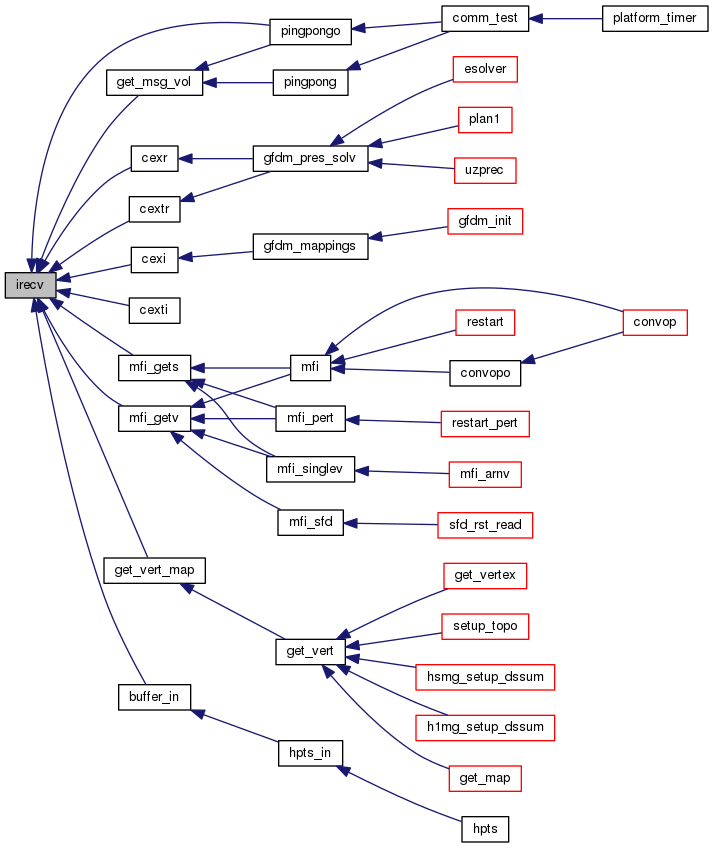 comm_test
platform_timer
pingpongo
get_msg_vol
pingpong
esolver
plan1
cexr
gfdm_pres_solv
uzprec
cextr
gfdm_init
cexi
gfdm_mappings
irecv
cexti
restart
convop
mfi_gets
mfi
convopo
mfi_getv
mfi_pert
restart_pert
mfi_singlev
mfi_arnv
mfi_sfd
sfd_rst_read
get_vert_map
get_vertex
setup_topo
get_vert
hsmg_setup_dssum
buffer_in
h1mg_setup_dssum
hpts_in
get_map
hpts